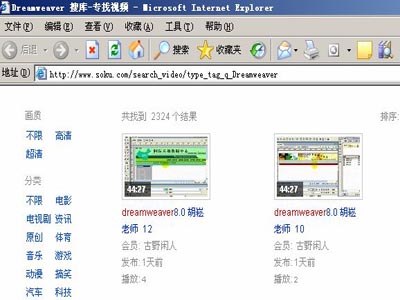 Dreamweaver 搜库-专找视频 - Microsoft Internet Explorer
文件(F) 编辑(E) 查看(V) 收藏(A) 工具(T) 帮助(H)
后退 搜索 收藏夹
地址(D) http://www.soku.com/search_video/type_tag_q_Dreamweaver
画质 共找到 2324 个结果 排序:
不限 高清
超清
分类
不限 电影
电视剧 资讯
原创 体育
音乐 游戏
动漫 搞笑
汽车 科技
44:27
dreamweaver8.0 胡崧
老师 12
会员: 古野闲人
发布: 1天前
播放: 4
44:27
dreamweaver8.0 胡崧
老师 10
会员: 古野闲人
发布: 1天前
播放: 2